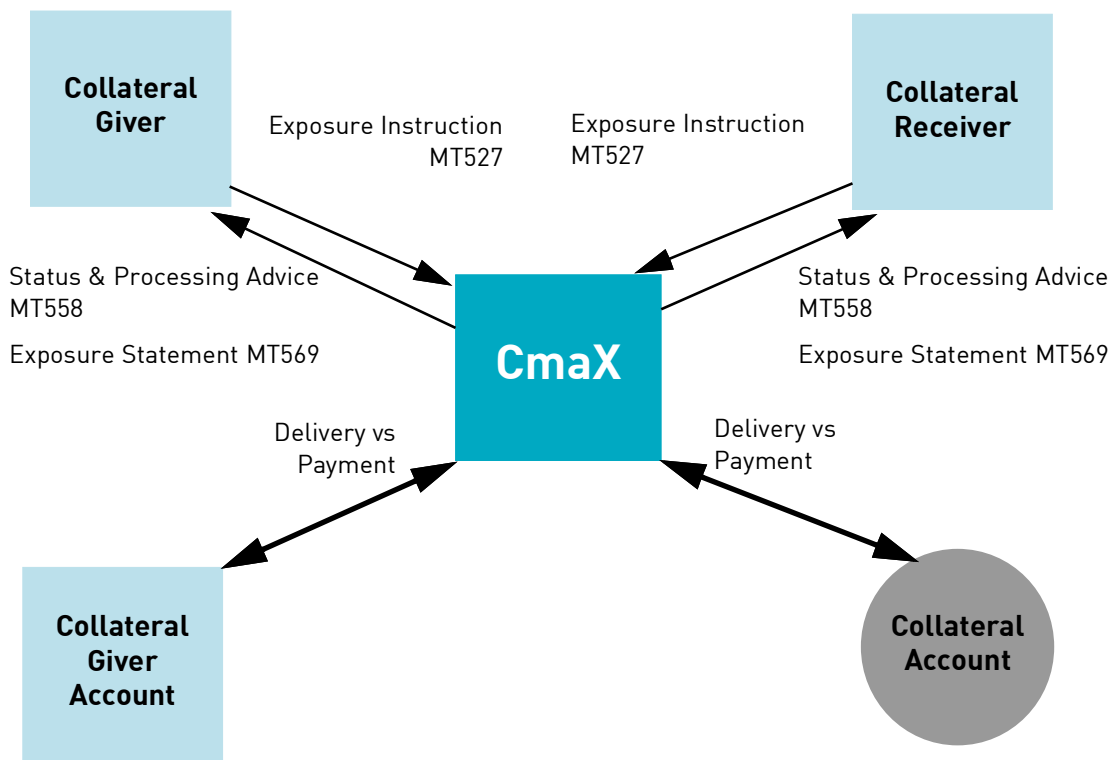 Collateral
Giver
Exposure Instruction
MT527
Exposure Instruction
MT527
Collateral
Receiver
Status & Processing Advice
MT558
Exposure Statement MT569
CmaX
Status & Processing Advice
MT558
Exposure Statement MT569
Delivery vs
Payment
Delivery vs
Payment
Collateral
Giver
Account
Collateral
Account